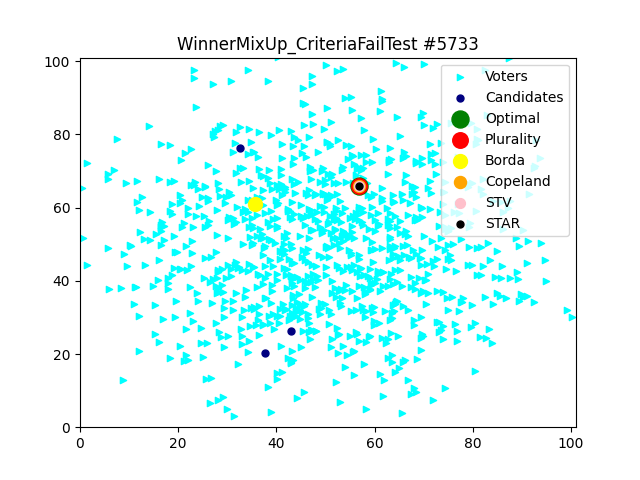 WinnerMixUp_CriteriaFailTest #5733
100
80
60
40
20
0
0 20 40 60 80 100
Voters
Candidates
Optimal
Plurality
Borda
Copeland
STV
STAR